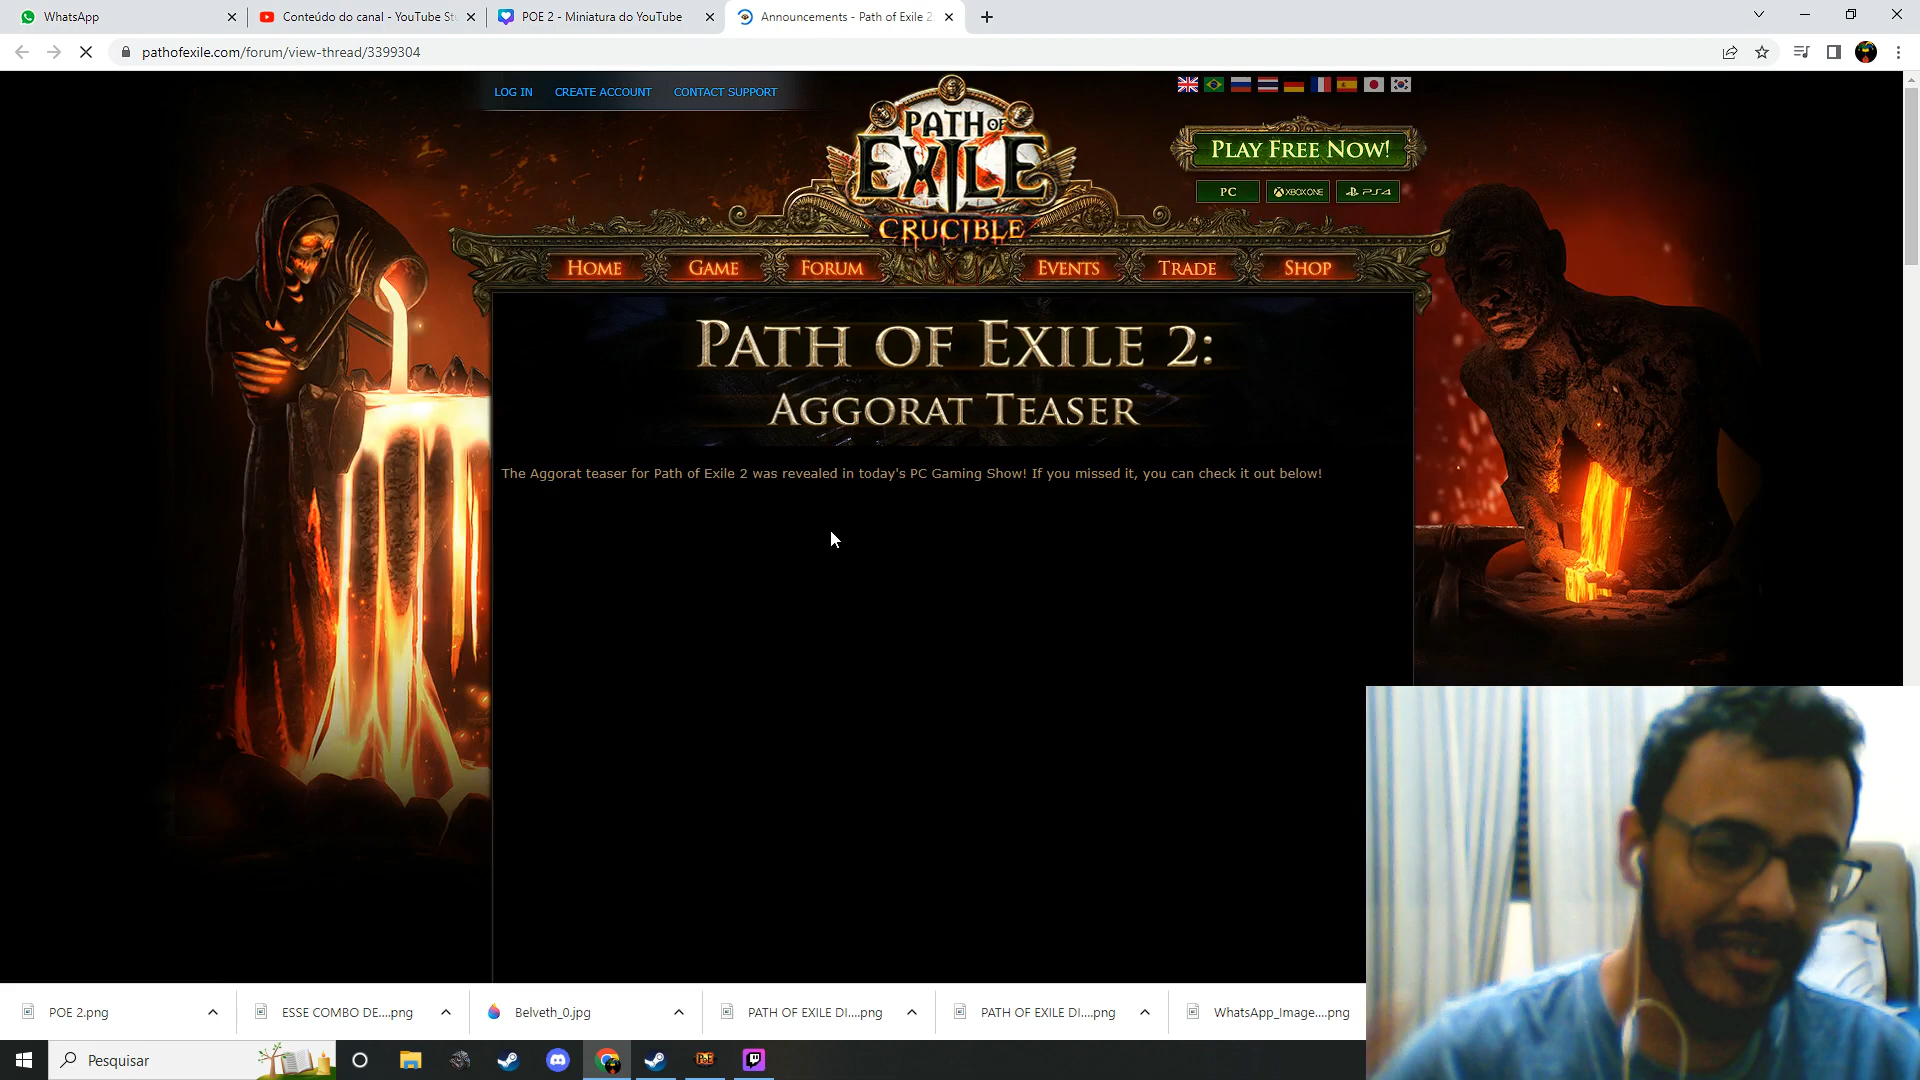 WhatsApp
Conteúdo do canal - YouTube St
POE 2 - Miniatura do YouTube
Announcements - Path of Exile 2
pathofexile.com/forum/view-thread/3399304
LOG IN
CREATE ACCOUNT
CONTACT SUPPORT
PATH OF
EXILE
CRUCIBLE
PLAY FREE NOW!
PC
XBOX ONE
PS4
HOME
GAME
FORUM
EVENTS
TRADE
SHOP
PATH OF EXILE 2:
AGGORAT TEASER
The Aggorat teaser for Path of Exile 2 was revealed in today's PC Gaming Show! If you missed it, you can check it out below!
POE 2.png
ESSE COMBO DE....png
Belveth_0.jpg
PATH OF EXILE DI....png
PATH OF EXILE DI....png
WhatsApp_Image....png
Pesquisar
PoE